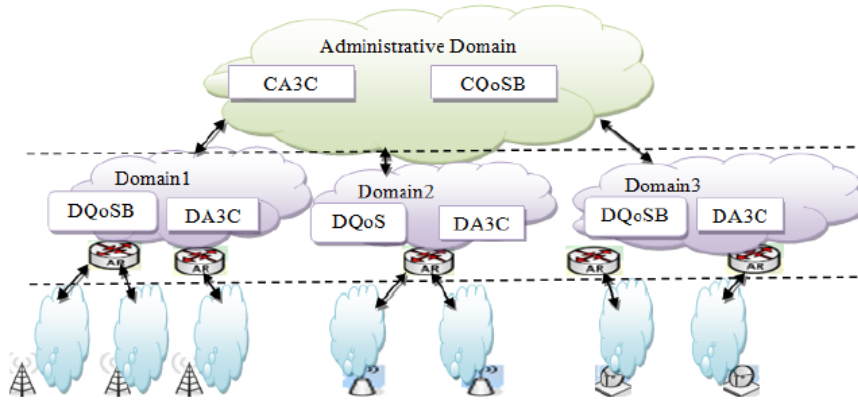 Administrative Domain
CA3C CQoSB
Domain1 Domain2 Domain3
DQoSB DA3C DQoS DA3C DQoSB DA3C
AR AR AR AR AR